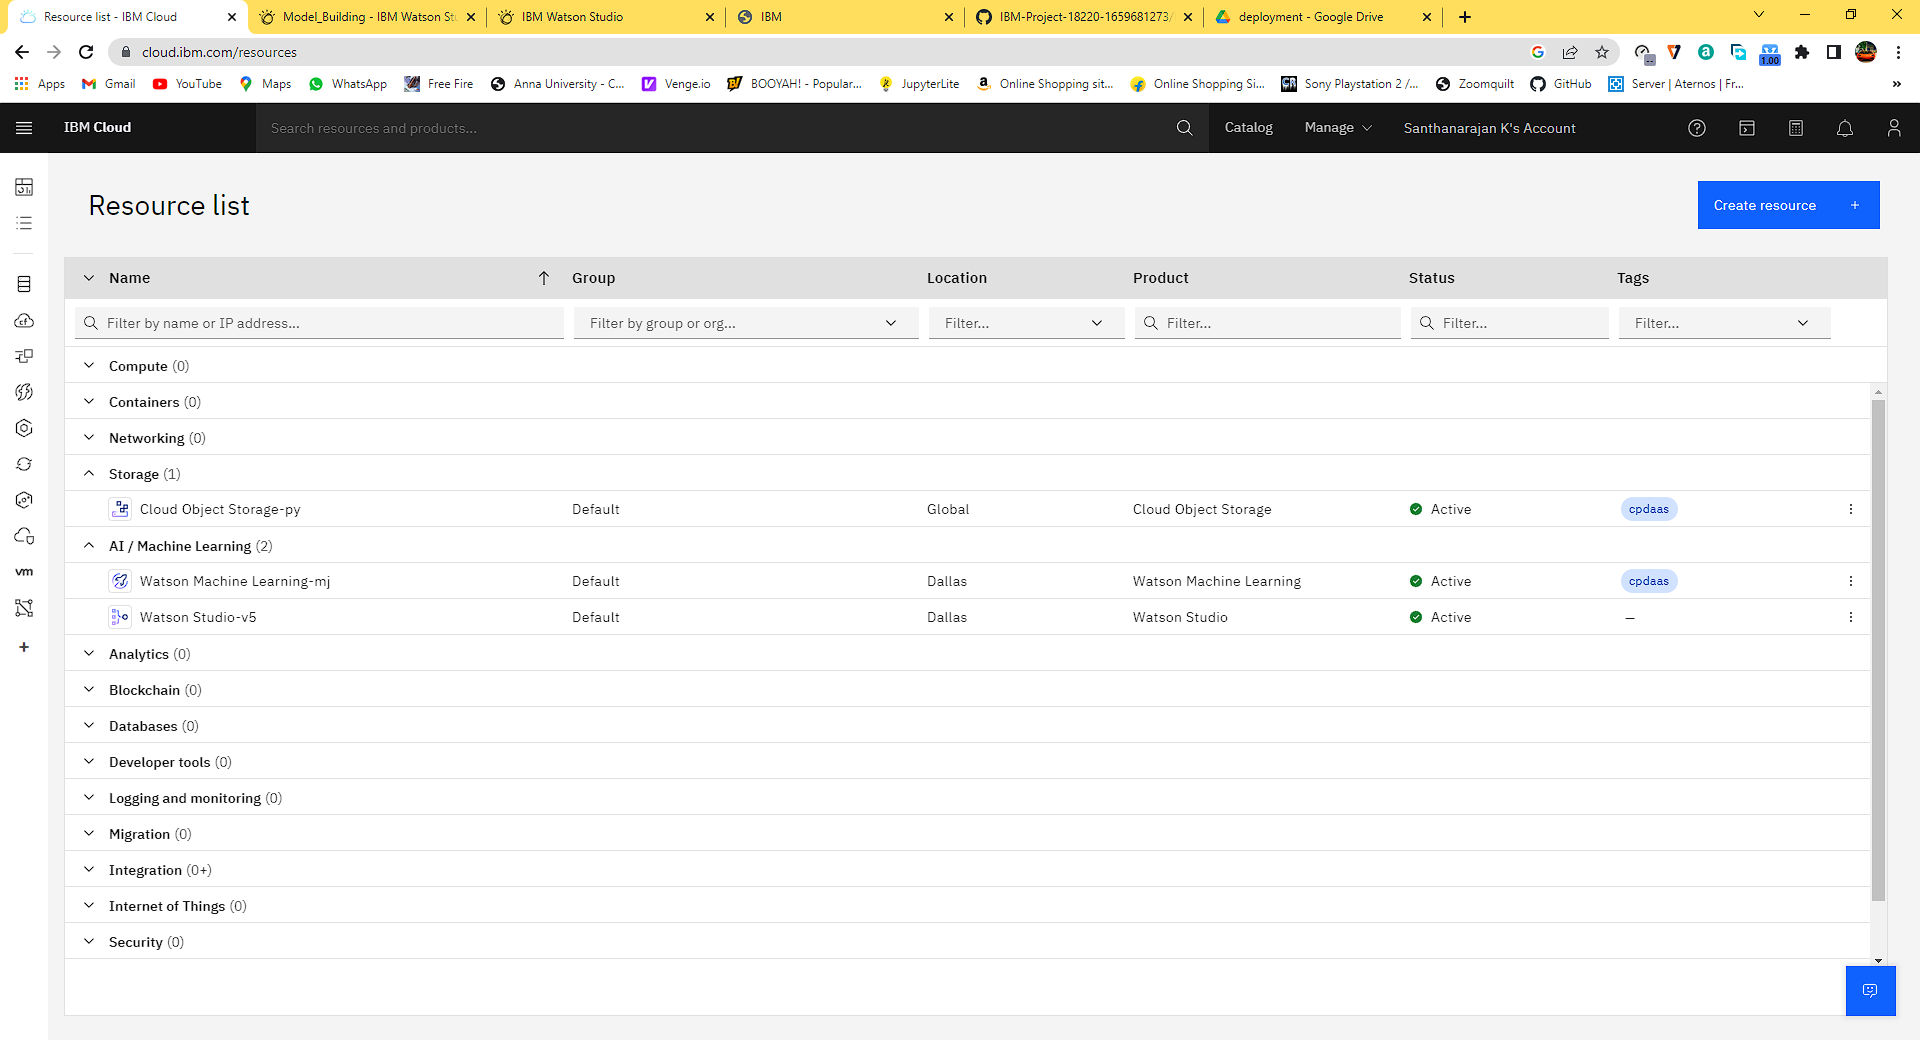 Resource list - IBM Cloud
Model_Building - IBM Watson Stu
IBM Watson Studio
IBM
IBM-Project-18220-1659681273/
deployment - Google Drive
cloud.ibm.com/resources
1.00
Apps
Gmail
YouTube
Maps
WhatsApp
Free Fire
Anna University - C...
Venge.io
BOOYAH! - Popular...
JupyterLite
Online Shopping sit...
Online Shopping Si...
Sony Playstation 2 /...
Zoomquilt
GitHub
Server | Aternos | Fr...
IBM Cloud
Search resources and products...
Catalog
Manage
Santhanarajan K's Account
Resource list
Create resource +
Name Group Location Product Status Tags
Filter by name or IP address... Filter by group or org... Filter... Filter... Filter... Filter...
Compute (0)
Containers (0)
Networking (0)
Storage (1)
Cloud Object Storage-py Default Global Cloud Object Storage Active cpdaas
AI / Machine Learning (2)
Watson Machine Learning-mj Default Dallas Watson Machine Learning Active cpdaas
Watson Studio-v5 Default Dallas Watson Studio Active –
Analytics (0)
Blockchain (0)
Databases (0)
Developer tools (0)
Logging and monitoring (0)
Migration (0)
Integration (0+)
Internet of Things (0)
Security (0)
vm